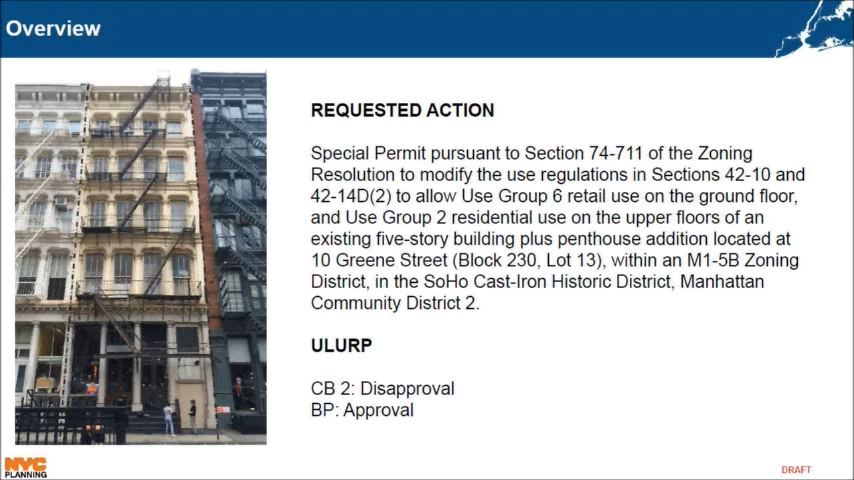 Overview
REQUESTED ACTION
Special Permit pursuant to Section 74-711 of the Zoning
Resolution to modify the use regulations in Sections 42-10 and
42-14D(2) to allow Use Group 6 retail use on the ground floor,
and Use Group 2 residential use on the upper floors of an
existing five-story building plus penthouse addition located at
10 Greene Street (Block 230, Lot 13), within an M1-5B Zoning
District, in the SoHo Cast-Iron Historic District, Manhattan
Community District 2.
ULURP
CB 2: Disapproval
BP: Approval
NYC
PLANNING
DRAFT